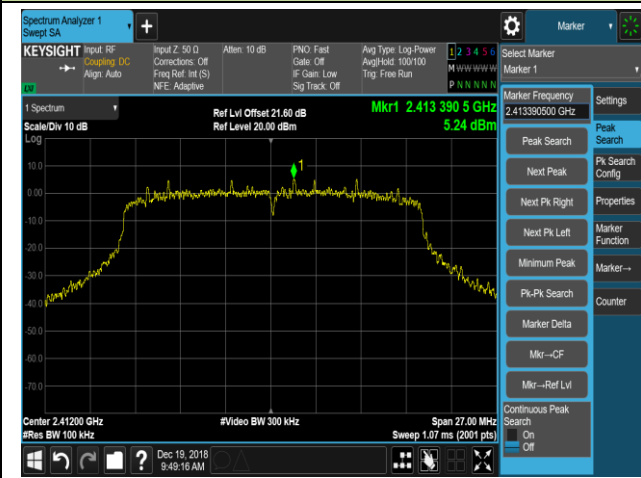 Spectrum Analyzer 1
Swept SA
+
Marker
KEYSIGHT
Input: RF
Coupling: DC
Align: Auto
Input Z: 50 Ω
Corrections: Off
Freq Ref: Int (S)
NFE: Adaptive
Atten: 10 dB
PNO: Fast
Gate: Off
IF Gain: Low
Sig Track: Off
Avg Type: Log-Power
Avg|Hold: 100/100
Trig: Free Run
1 2 3 4 5 6
M W W W W W
P N N N N N
Select Marker
Marker 1
LXI
1 Spectrum
Scale/Div 10 dB
Ref Lvl Offset 21.60 dB
Ref Level 20.00 dBm
Mkr1 2.413 390 5 GHz
5.24 dBm
Log
10.0
0.00
-10.0
-20.0
-30.0
-40.0
-50.0
-60.0
-70.0
1
Center 2.41200 GHz
#Res BW 100 kHz
#Video BW 300 kHz
Span 27.00 MHz
Sweep 1.07 ms (2001 pts)
Marker Frequency
2.413390500 GHz
Peak Search
Next Peak
Next Pk Right
Next Pk Left
Minimum Peak
Pk-Pk Search
Marker Delta
Mkr→CF
Mkr→Ref Lvl
Continuous Peak
Search
On
Off
Settings
Peak
Search
Pk Search
Config
Properties
Marker
Function
Marker→
Counter
?
Dec 19, 2018
9:49:16 AM